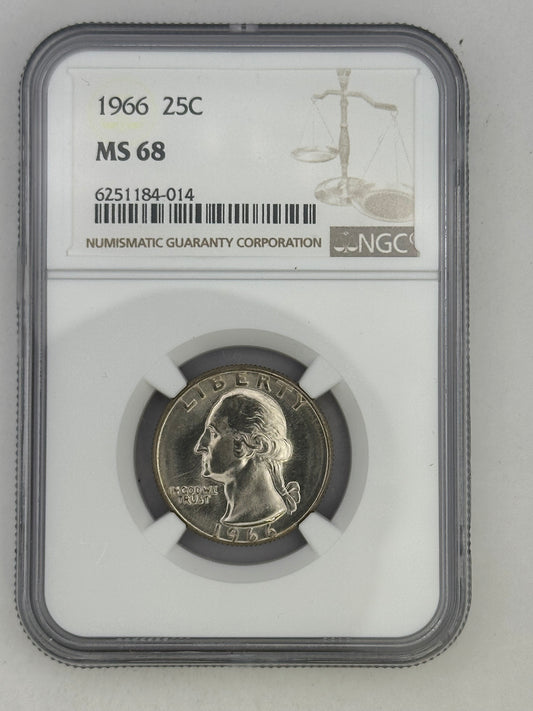 1966 25C
MS 68
6251184-014
NUMISMATIC GUARANTY CORPORATION NGC
LIBERTY
IN GOD WE
TRUST
1966